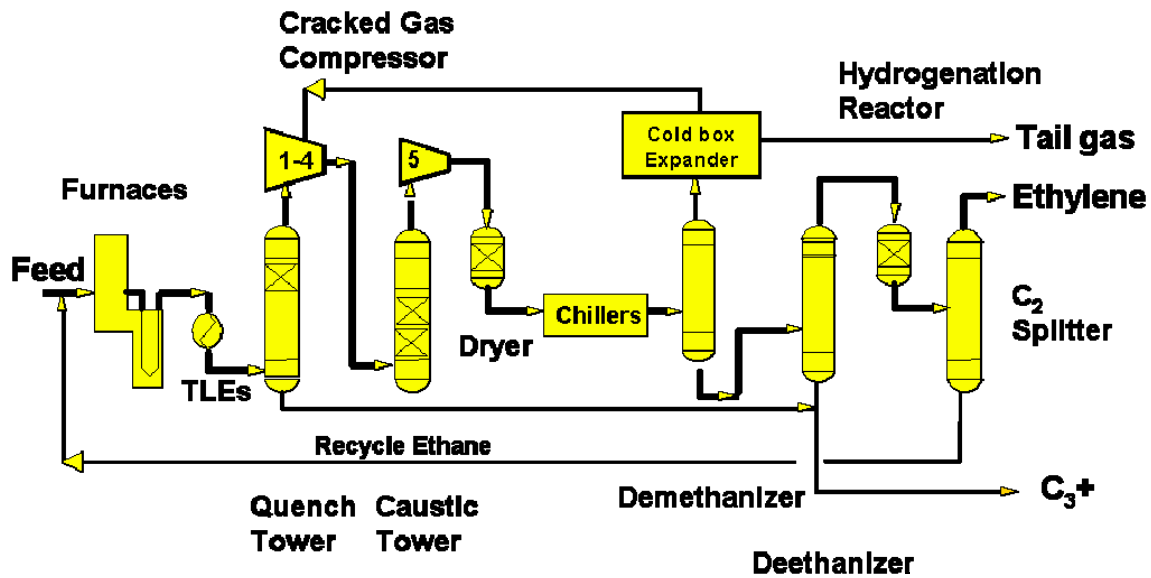 Cracked Gas
Compressor
Hydrogenation
Reactor
Cold box
Expander
Tail gas
1-4
5
Furnaces
Ethylene
Feed
Chillers
C₂
Splitter
Dryer
TLEs
Recycle Ethane
Demethanizer
C₃+
Quench
Tower
Caustic
Tower
Deethanizer